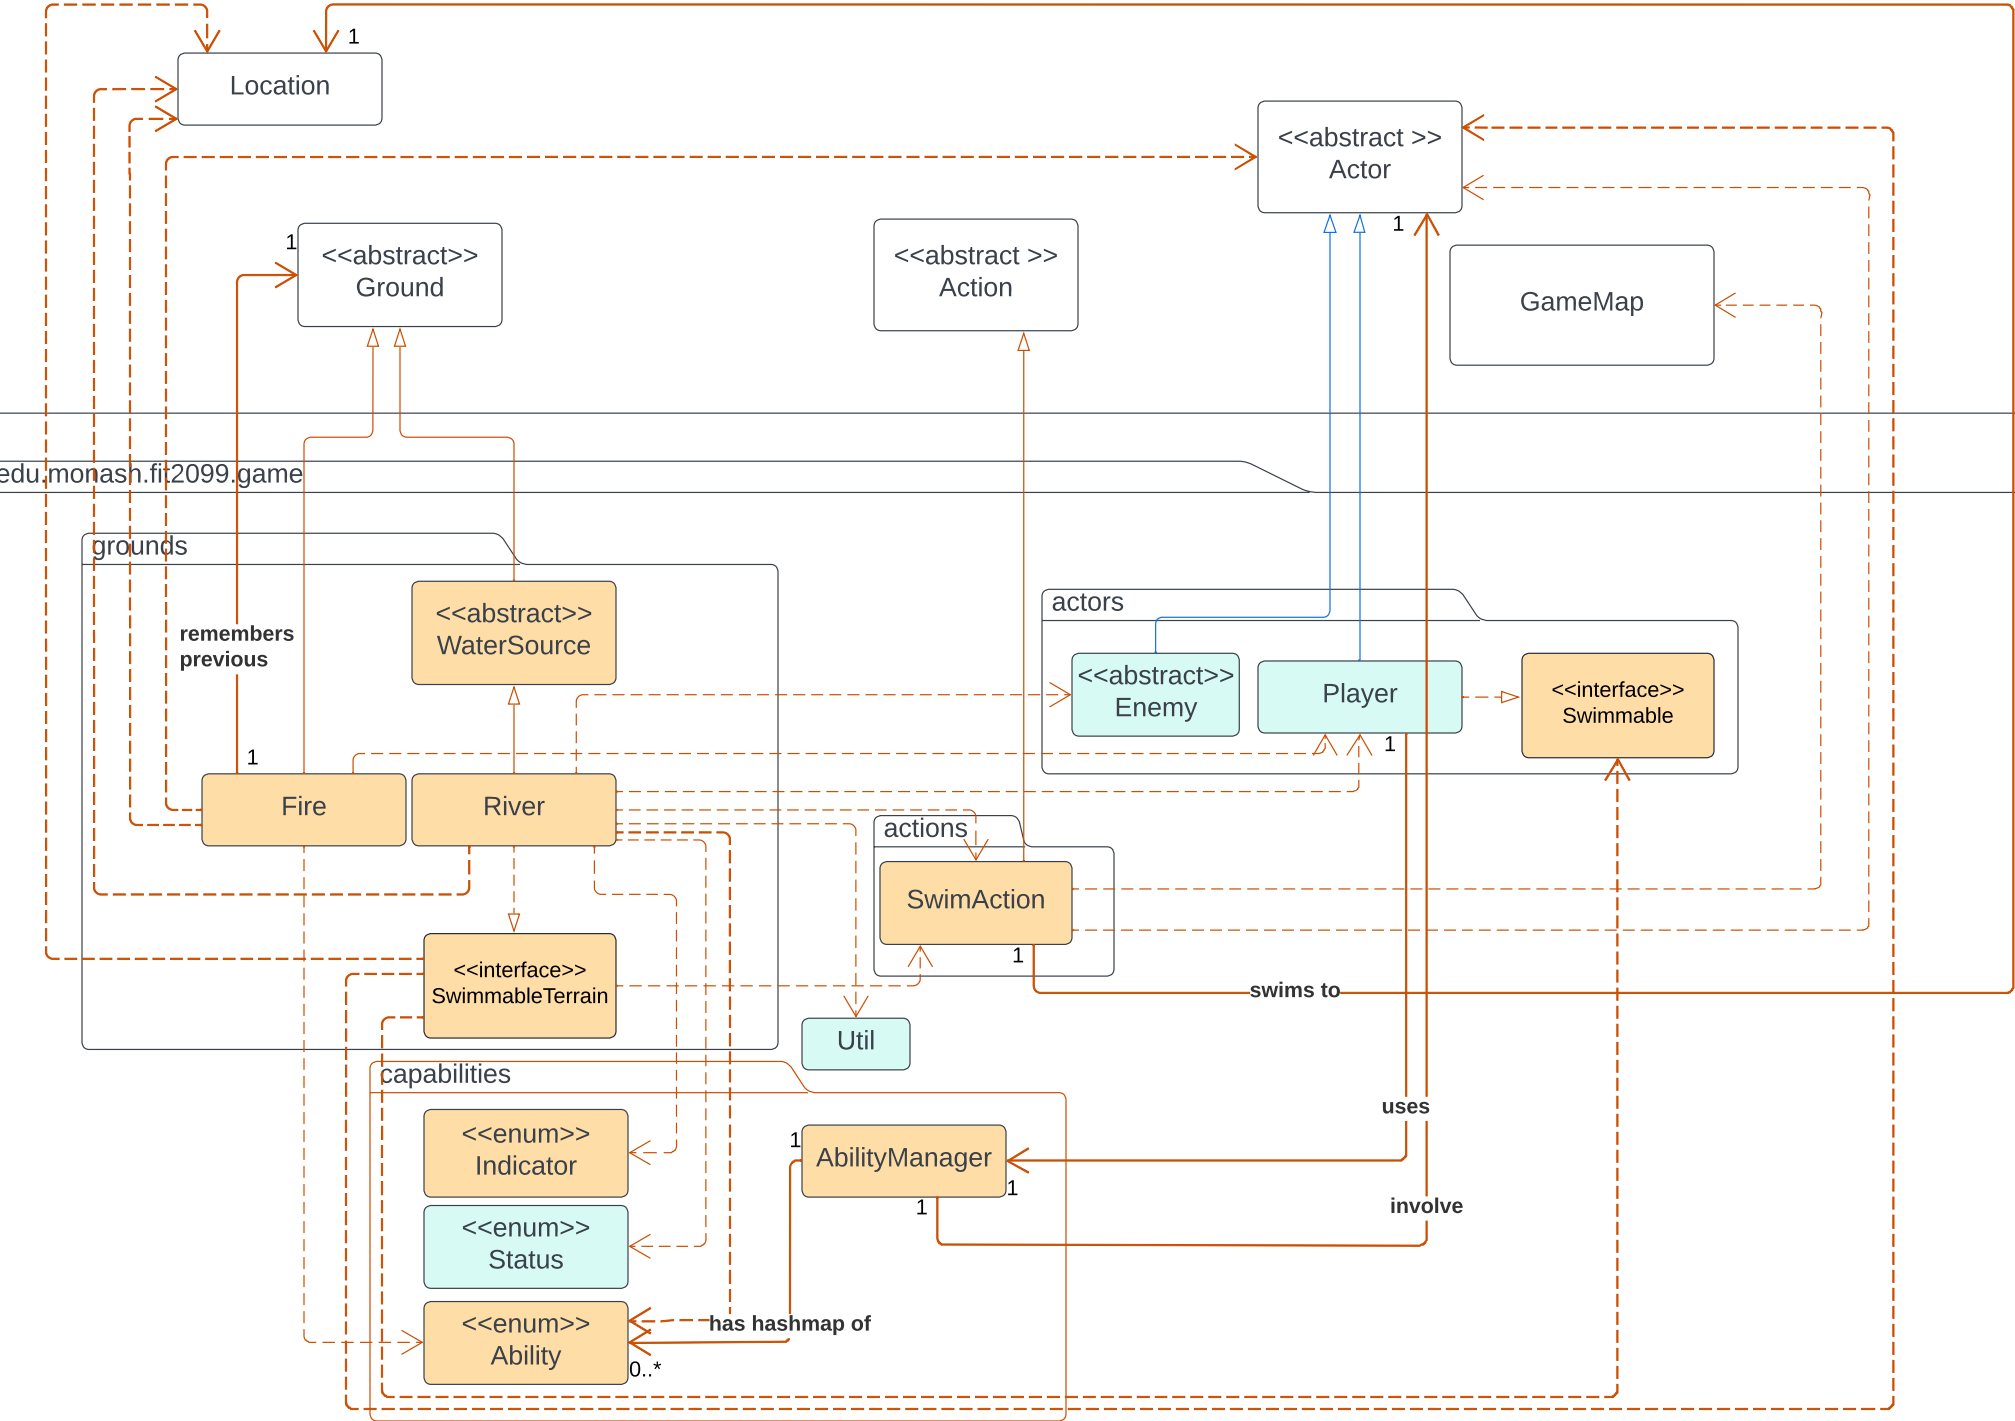 1
Location
<<abstract >>
Actor
1
1
<<abstract>>
Ground
<<abstract >>
Action
GameMap
edu.monash.fit2099.game
grounds
actors
<<abstract>>
WaterSource
remembers
previous
<<abstract>>
Enemy
Player
<<interface>>
Swimmable
1
1
Fire
River
actions
SwimAction
1
<<interface>>
SwimmableTerrain
swims to
Util
capabilities
uses
<<enum>>
Indicator
1
AbilityManager
1
1
involve
<<enum>>
Status
<<enum>>
Ability
has hashmap of
0..*